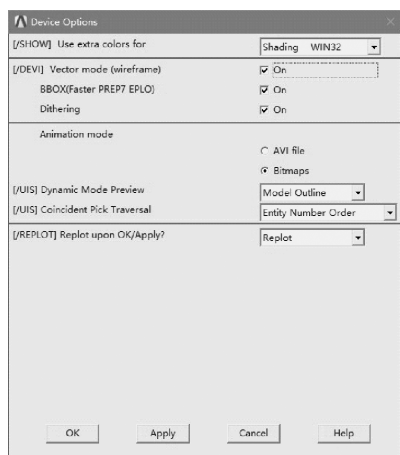 Device Options
[/SHOW] Use extra colors for Shading WIN32
[/DEVI] Vector mode (wireframe) On
BBOX(Faster PREP7 EPLO) On
Dithering On
Animation mode
AVI file
Bitmaps
[/UIS] Dynamic Mode Preview Model Outline
[/UIS] Coincident Pick Traversal Entity Number Order
[/REPLOT] Replot upon OK/Apply? Replot
OK Apply Cancel Help